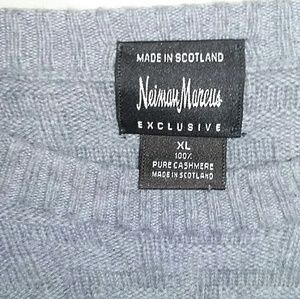 MADE IN SCOTLAND
Neiman Marcus
EXCLUSIVE
XL
100%
PURE CASHMERE
MADE IN SCOTLAND